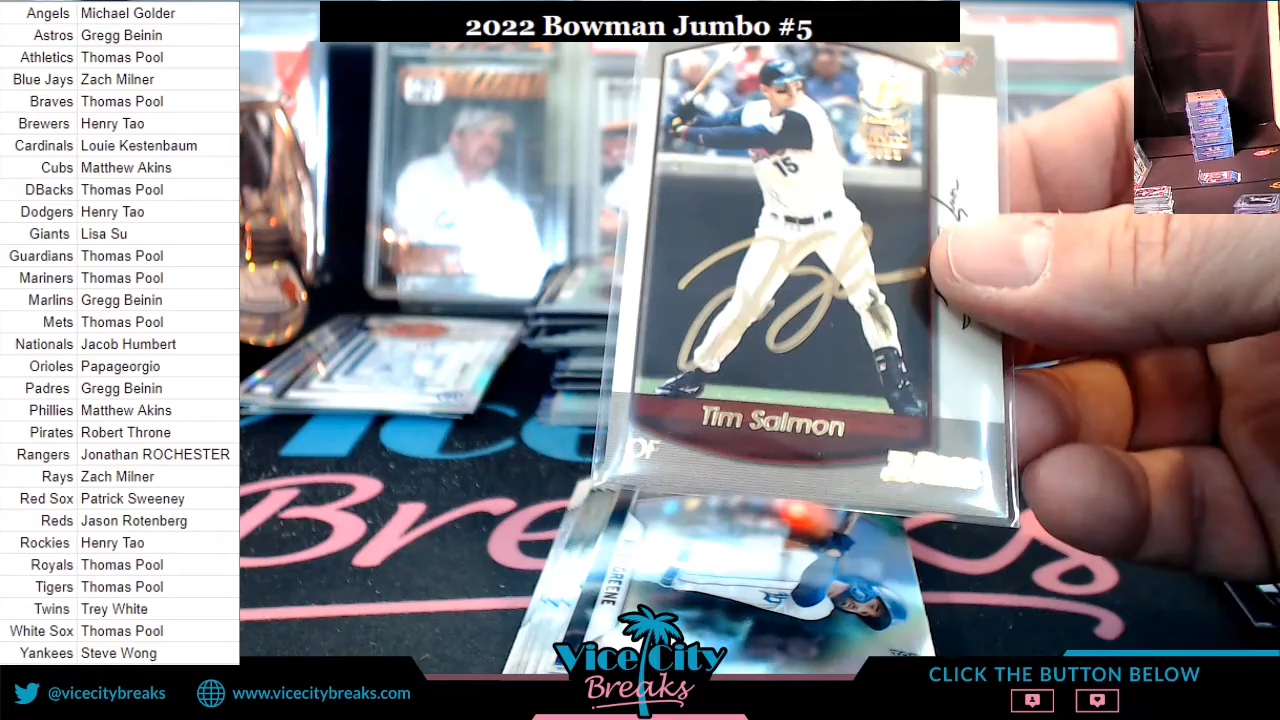 2022 Bowman Jumbo #5
Angels Michael Golder
Astros Gregg Beinin
Athletics Thomas Pool
Blue Jays Zach Milner
Braves Thomas Pool
Brewers Henry Tao
Cardinals Louie Kestenbaum
Cubs Matthew Akins
DBacks Thomas Pool
Dodgers Henry Tao
Giants Lisa Su
Guardians Thomas Pool
Mariners Thomas Pool
Marlins Gregg Beinin
Mets Thomas Pool
Nationals Jacob Humbert
Orioles Papageorgio
Padres Gregg Beinin
Phillies Matthew Akins
Pirates Robert Throne
Rangers Jonathan ROCHESTER
Rays Zach Milner
Red Sox Patrick Sweeney
Reds Jason Rotenberg
Rockies Henry Tao
Royals Thomas Pool
Tigers Thomas Pool
Twins Trey White
White Sox Thomas Pool
Yankees Steve Wong
15
Tim Salmon
OF
Bowman
GREENE
Vice City
Breaks
@vicecitybreaks
www.vicecitybreaks.com
CLICK THE BUTTON BELOW